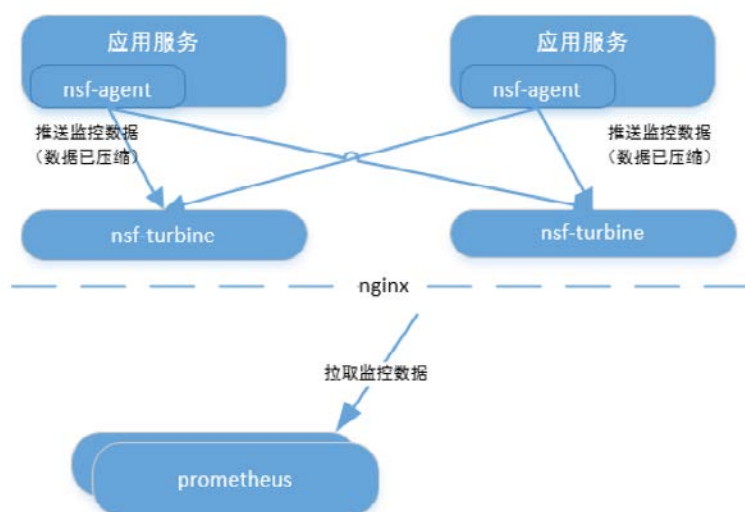 应用服务
应用服务
nsf-agent
nsf-agent
推送监控数据
（数据已压缩）
推送监控数据
（数据已压缩）
nsf-turbine
nsf-turbine
nginx
拉取监控数据
prometheus